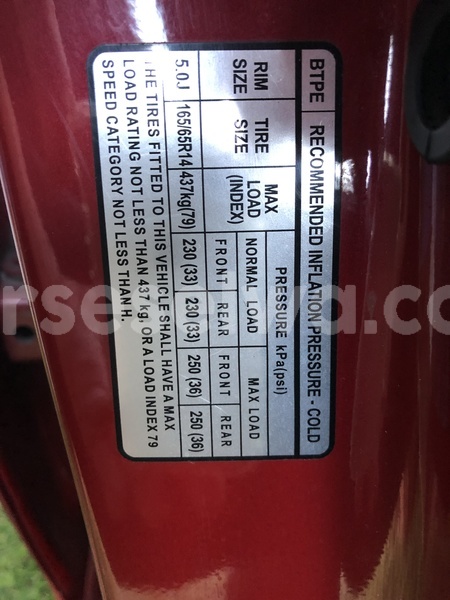 BTPE RECOMMENDED INFLATION PRESSURE - COLD
RIM SIZE TIRE SIZE MAX LOAD (INDEX) PRESSURE kPa(psi)
NORMAL LOAD MAX LOAD
FRONT REAR FRONT REAR
5.0J 165/65R14 437kg(79) 230 (33) 230 (33) 250 (36) 250 (36)
THE TIRES FITTED TO THIS VEHICLE SHALL HAVE A MAX
LOAD RATING NOT LESS THAN 437 kg, OR A LOAD INDEX 79
SPEED CATEGORY NOT LESS THAN H.